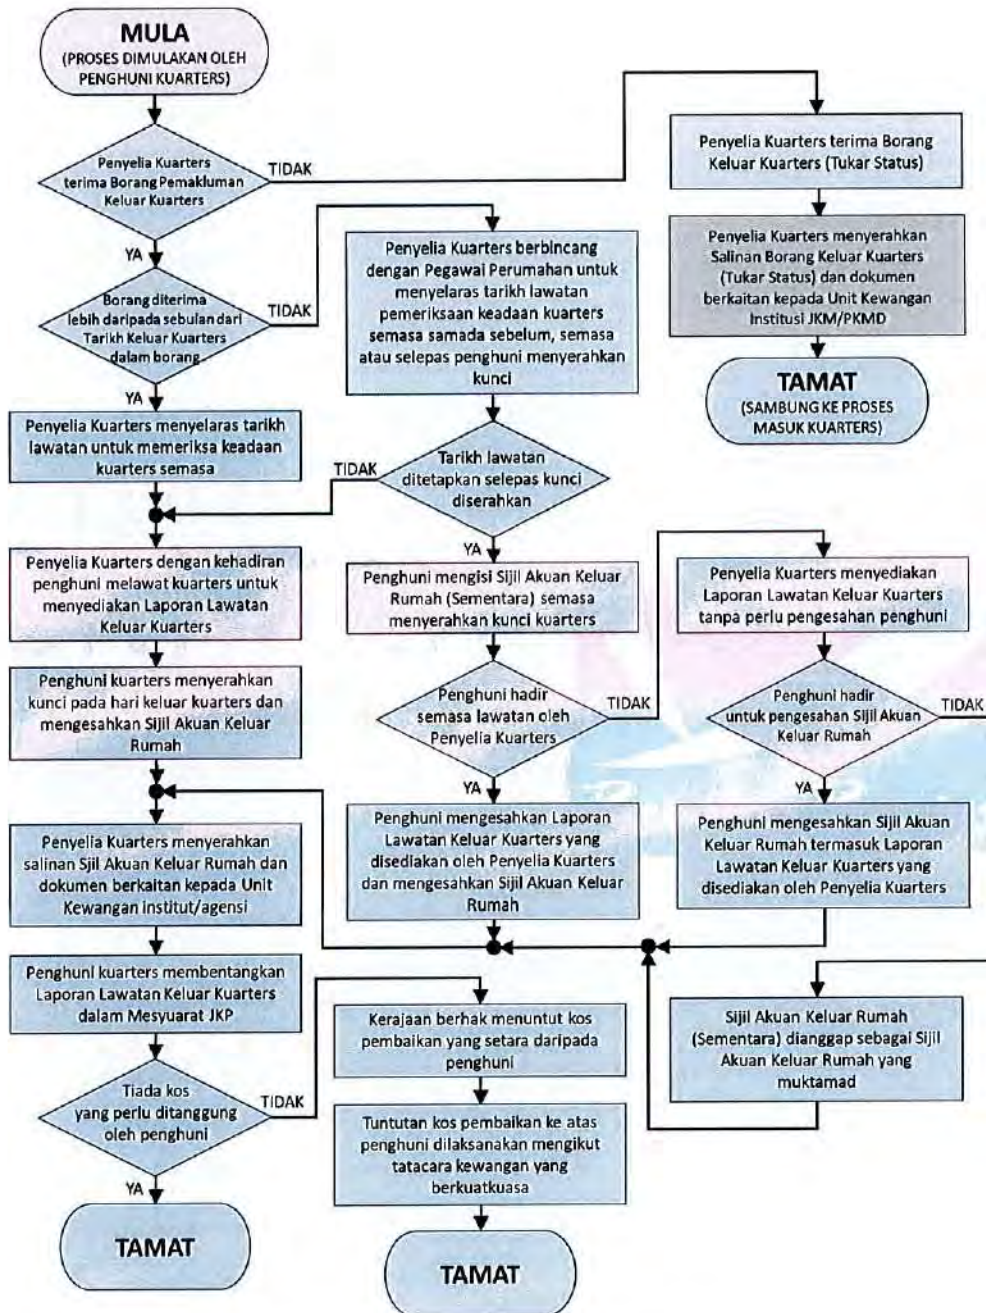 MULA
(PROSES DIMULAKAN OLEH
PENGHUNI KUARTERS)
Penyelia Kuarters
terima Borang Pemakluman
Keluar Kuarters
TIDAK
YA
Penyelia Kuarters terima Borang
Keluar Kuarters (Tukar Status)
Penyelia Kuarters menyerahkan
Salinan Borang Keluar Kuarters
(Tukar Status) dan dokumen
berkaitan kepada Unit Kewangan
Institusi JKM/PKMD
TAMAT
(SAMBUNG KE PROSES
MASUK KUARTERS)
Borang diterima
lebih daripada sebulan dari
Tarikh Keluar Kuarters
dalam borang
YA
Penyelia Kuarters berbincang
dengan Pegawai Perumahan untuk
menyelaras tarikh lawatan
pemeriksaan keadaan kuarters
semasa samada sebelum, semasa
atau selepas penghuni menyerahkan
kunci
Penyelia Kuarters menyelaras tarikh
lawatan untuk memeriksa keadaan
kuarters semasa
TIDAK
Tarikh lawatan
ditetapkan selepas kunci
diserahkan
YA
Penyelia Kuarters dengan kehadiran
penghuni melawat kuarters untuk
menyediakan Laporan Lawatan
Keluar Kuarters
Penghuni mengisi Sijil Akuan Keluar
Rumah (Sementara) semasa
menyerahkan kunci kuarters
Penyelia Kuarters menyediakan
Laporan Lawatan Keluar Kuarters
tanpa perlu pengesahan penghuni
Penghuni kuarters menyerahkan
kunci pada hari keluar kuarters dan
mengesahkan Sijil Akuan Keluar
Rumah
Penghuni hadir
semasa lawatan oleh
Penyelia Kuarters
TIDAK
YA
Penghuni hadir
untuk pengesahan Sijil Akuan
Keluar Rumah
TIDAK
YA
Penyelia Kuarters menyerahkan
salinan Sjil Akuan Keluar Rumah dan
dokumen berkaitan kepada Unit
Kewangan institut/agensi
Penghuni mengesahkan Laporan
Lawatan Keluar Kuarters yang
disediakan oleh Penyelia Kuarters
dan mengesahkan Sijil Akuan Keluar
Rumah
Penghuni mengesahkan Sijil Akuan
Keluar Rumah termasuk Laporan
Lawatan Keluar Kuarters yang
disediakan oleh Penyelia Kuarters
Penghuni kuarters membentangkan
Laporan Lawatan Keluar Kuarters
dalam Mesyuarat JKP
Kerajaan berhak menuntut kos
pembaikan yang setara daripada
penghuni
Sijil Akuan Keluar Rumah
(Sementara) dianggap sebagai Sijil
Akuan Keluar Rumah yang
muktamad
Tiada kos
yang perlu ditanggung
oleh penghuni
TIDAK
YA
Tuntutan kos pembaikan ke atas
penghuni dilaksanakan mengikut
tatacara kewangan yang
berkuatkuasa
TAMAT
TAMAT